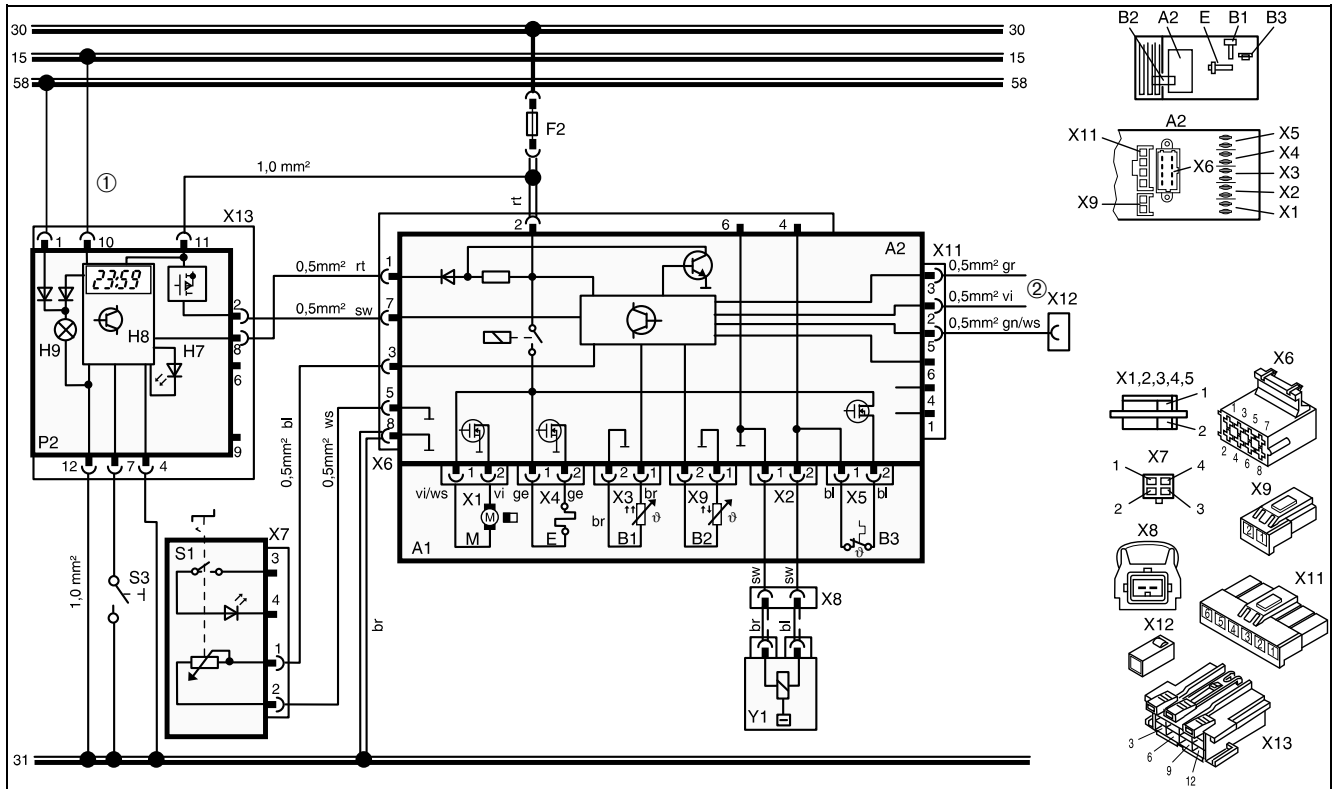 30
30
B2 A2 E B1 B3
15
15
58
58
F2
A2
X11
X5
X4
X6
X3
X2
X9
X1
1,0 mm²
①
rt
X13
1 10 11
2 6 4
A2
X11
23:59
0,5mm² rt
1
0,5mm² gr
3
2
0,5mm² sw
7
0,5mm² vi
②
X12
2
0,5mm² gn/ws
H9 H8 H7
8
3
5
X6
6
6
X1,2,3,4,5
1
2
5
4
8
1
P2
9
X6
12 7 4
0,5mm² bl
0,5mm² ws
1 3 5 7
2 4 6 8
1 2 1 2 2 1 2 1 1 2 1 2
vi/ws X1 vi ge X4 ge X3 br X9 X2 bl X5 bl
br
M
M E B1 B2 B3
ϑ ϑ ϑ
A1
X7
1 4
2 3
X9
2 1
X7
S1
3
4
1
2
S3
1,0 mm²
br
sw sw
X8
br bl
Y1
X8
X11
6 5 4 3 2 1
X12
X13
3 6 9 12
31